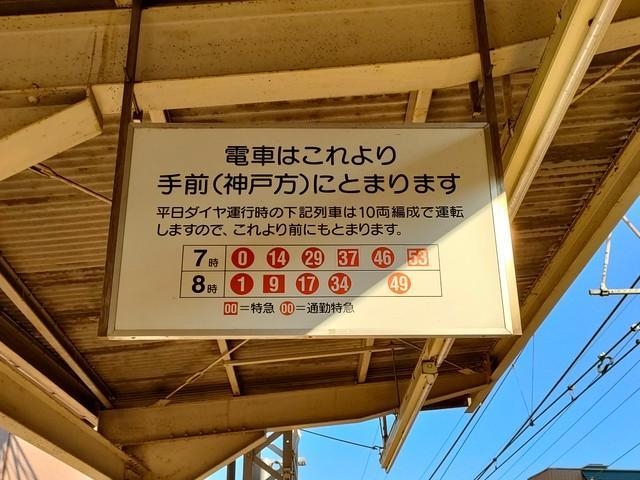 電車はこれより
手前(神戸方)にとまります
平日ダイヤ運行時の下記列車は10両編成で運転
しますので、これより前にもとまります。
7時 0 14 29 37 46 53
8時 1 9 17 34 49
00=特急 00=通勤特急